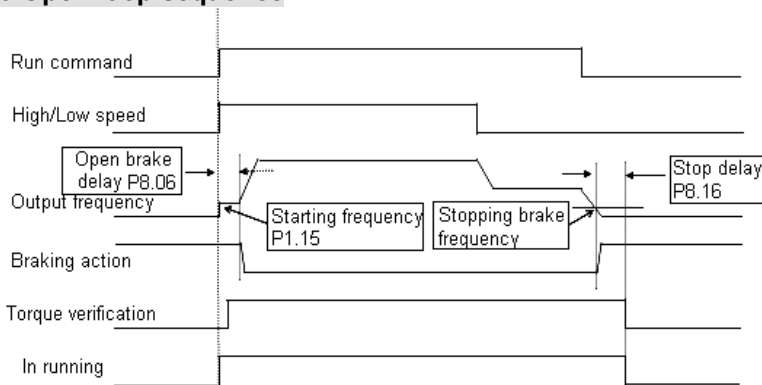 Run command
High/Low speed
Open brake
delay P8.06
Stop delay
P8.16
Output frequency
Starting frequency
P1.15
Stopping brake
frequency
Braking action
Torque verification
In running